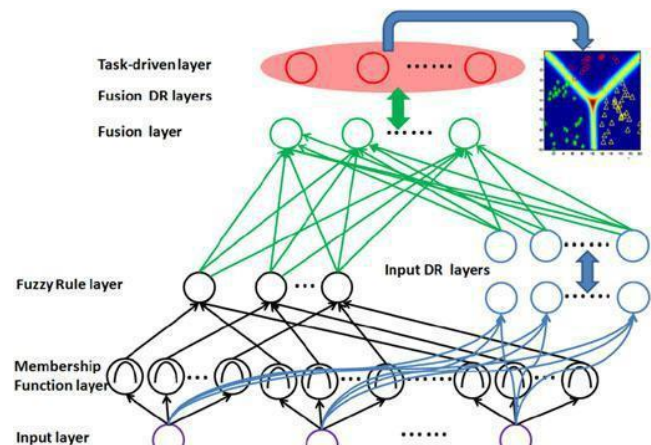 Task-driven layer
Fusion DR layers
Fusion layer
Input DR layers
Fuzzy Rule layer
Membership
Function layer
Input layer